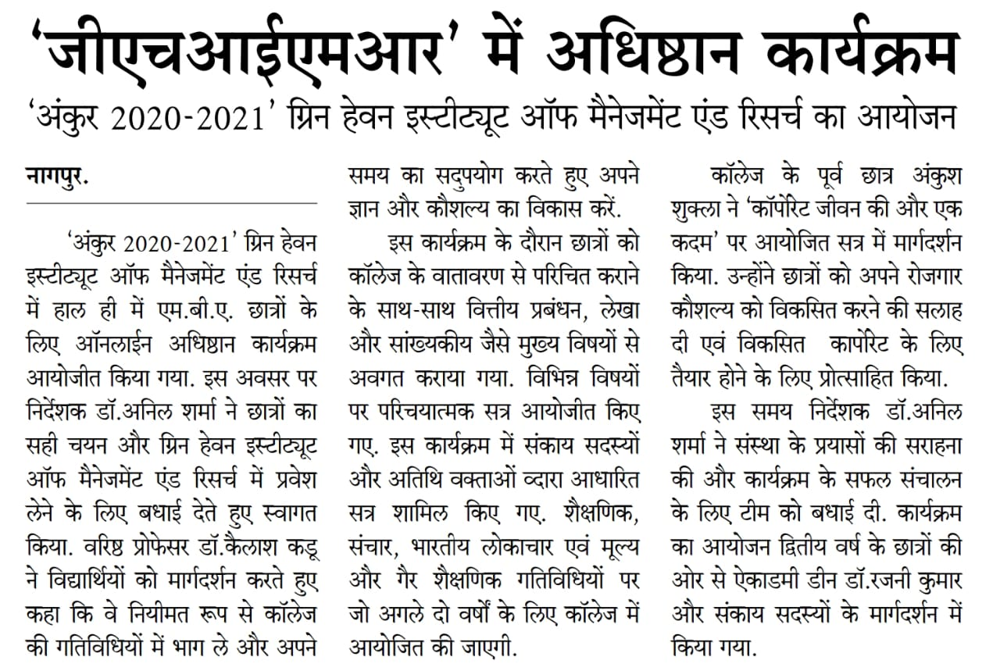 ‘जीएचआईएमआर’ में अधिष्ठान कार्यक्रम
‘अंकुर 2020-2021’ ग्रिन हेवन इस्टीट्यूट ऑफ मैनेजमेंट एंड रिसर्च का आयोजन
नागपुर.
‘अंकुर 2020-2021’ ग्रिन हेवन
इस्टीट्यूट ऑफ मैनेजमेंट एंड रिसर्च
में हाल ही में एम.बी.ए. छात्रों के
लिए ऑनलाईन अधिष्ठान कार्यक्रम
आयोजीत किया गया. इस अवसर पर
निर्देशक डॉ.अनिल शर्मा ने छात्रों का
सही चयन और ग्रिन हेवन इस्टीट्यूट
ऑफ मैनेजमेंट एंड रिसर्च में प्रवेश
लेने के लिए बधाई देते हुए स्वागत
किया. वरिष्ठ प्रोफेसर डॉ.कैलाश कडू
ने विद्यार्थियों को मार्गदर्शन करते हुए
कहा कि वे नियीमत रूप से कॉलेज
की गतिविधियों में भाग ले और अपने
समय का सदुपयोग करते हुए अपने
ज्ञान और कौशल्य का विकास करें.
इस कार्यक्रम के दौरान छात्रों को
कॉलेज के वातावरण से परिचित कराने
के साथ-साथ वित्तीय प्रबंधन, लेखा
और सांख्यकीय जैसे मुख्य विषयों से
अवगत कराया गया. विभिन्न विषयों
पर परिचयात्मक सत्र आयोजीत किए
गए. इस कार्यक्रम में संकाय सदस्यों
और अतिथि वक्ताओं व्दारा आधारित
सत्र शामिल किए गए. शैक्षणिक,
संचार, भारतीय लोकाचार एवं मूल्य
और गैर शैक्षणिक गतिविधियों पर
जो अगले दो वर्षों के लिए कॉलेज में
आयोजित की जाएगी.
कॉलेज के पूर्व छात्र अंकुश
शुक्ला ने ‘कॉर्पोरेट जीवन की और एक
कदम’ पर आयोजित सत्र में मार्गदर्शन
किया. उन्होंने छात्रों को अपने रोजगार
कौशल्य को विकसित करने की सलाह
दी एवं विकसित कार्पोरेट के लिए
तैयार होने के लिए प्रोत्साहित किया.
इस समय निर्देशक डॉ.अनिल
शर्मा ने संस्था के प्रयासों की सराहना
की और कार्यक्रम के सफल संचालन
के लिए टीम को बधाई दी. कार्यक्रम
का आयोजन द्वितीय वर्ष के छात्रों की
ओर से ऐकाडमी डीन डॉ.रजनी कुमार
और संकाय सदस्यों के मार्गदर्शन में
किया गया.